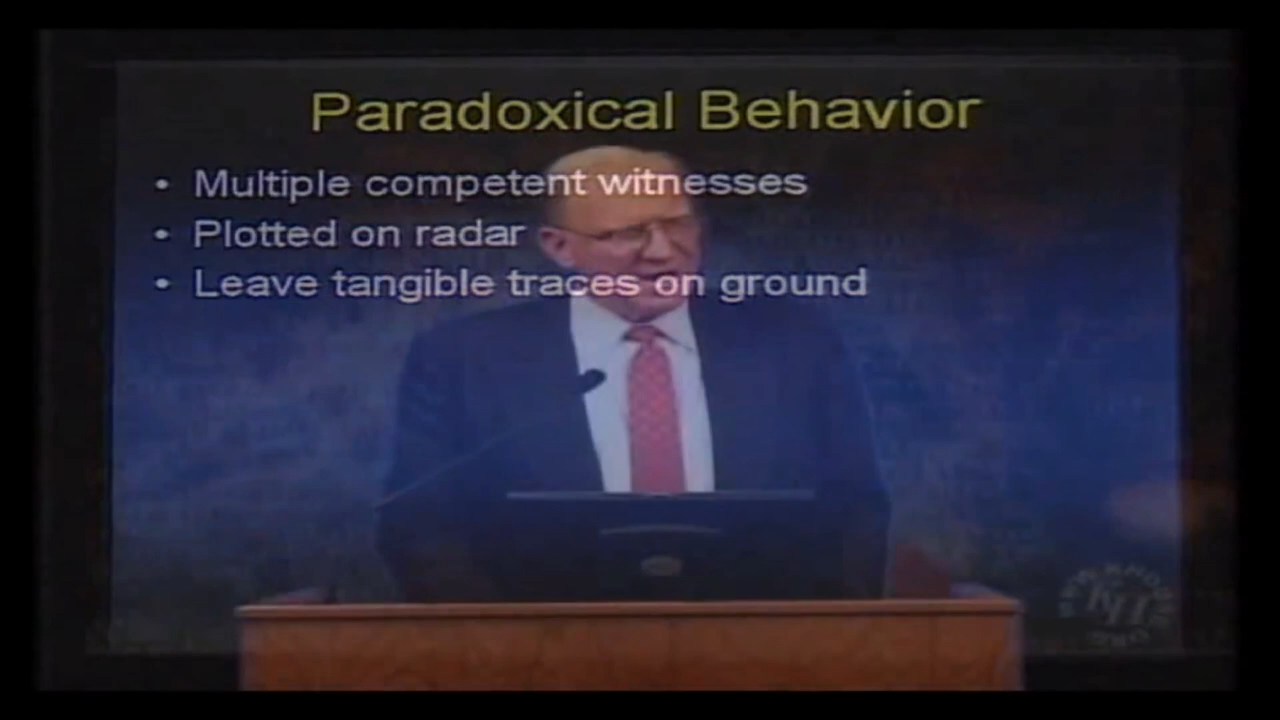 Paradoxical Behavior
• Multiple competent witnesses
• Plotted on radar
• Leave tangible traces on ground